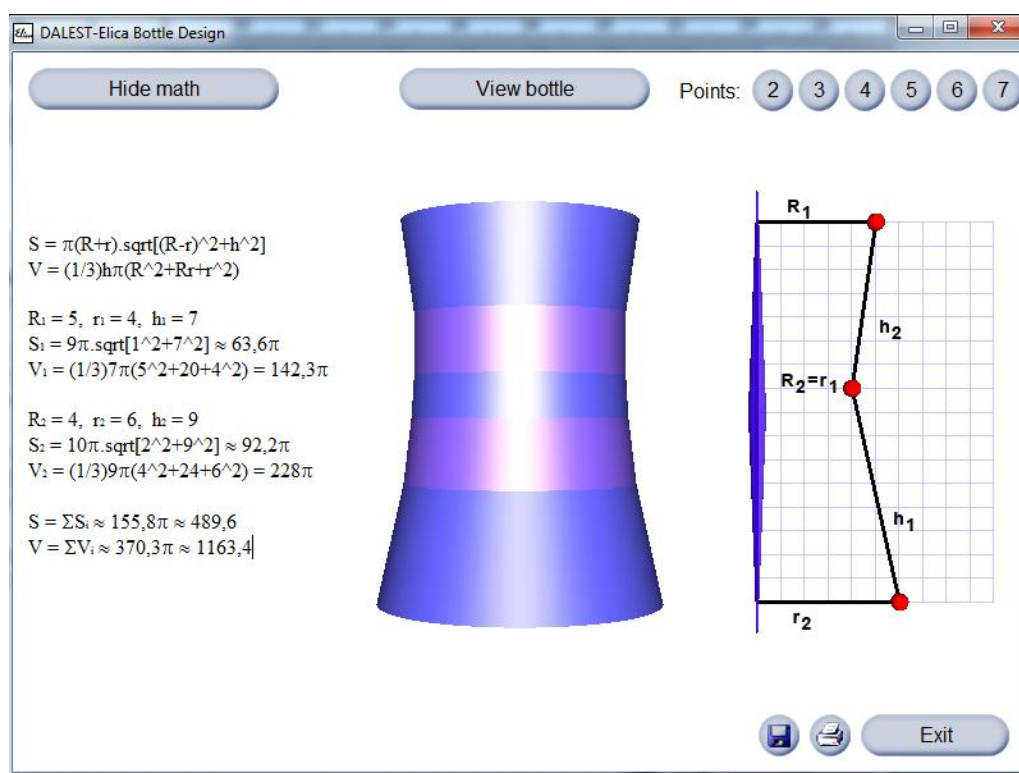 Elica DALEST-Elica Bottle Design
Hide math
View bottle
Points: 2 3 4 5 6 7
S = π(R+r).sqrt[(R-r)^2+h^2]
V = (1/3)hπ(R^2+Rr+r^2)
R₁ = 5, r₁ = 4, h₁ = 7
S₁ = 9π.sqrt[1^2+7^2] ≈ 63,6π
V₁ = (1/3)7π(5^2+20+4^2) = 142,3π
R₂ = 4, r₂ = 6, h₂ = 9
S₂ = 10π.sqrt[2^2+9^2] ≈ 92,2π
V₂ = (1/3)9π(4^2+24+6^2) = 228π
S = ΣSᵢ ≈ 155,8π ≈ 489,6
V = ΣVᵢ ≈ 370,3π ≈ 1163,4
R₁
h₂
R₂=r₁
h₁
r₂
Exit